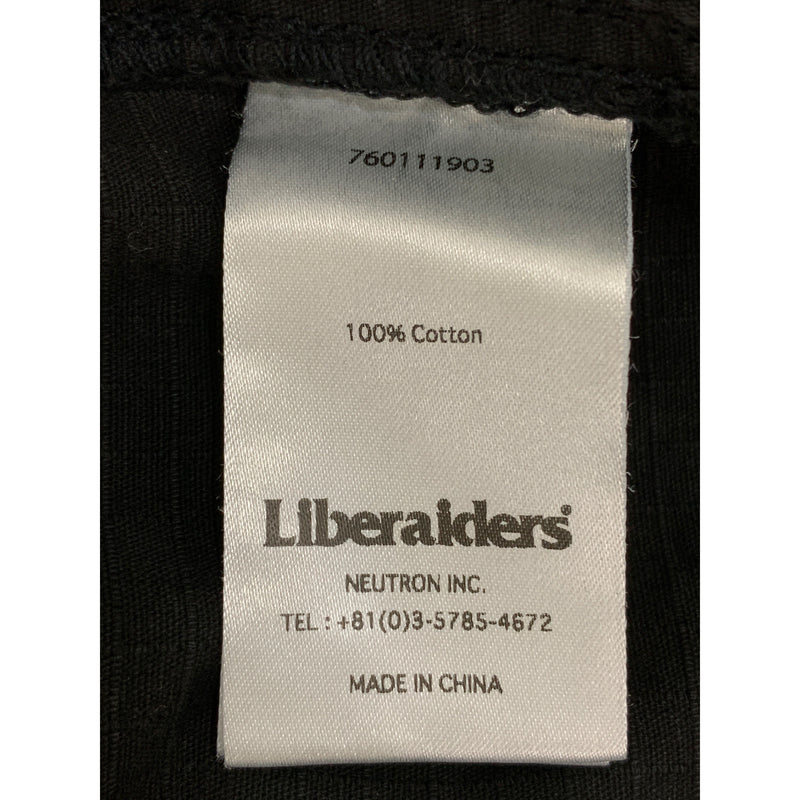 760111903
100% Cotton
Liberaiders®
NEUTRON INC.
TEL : +81(0)3-5785-4672
MADE IN CHINA